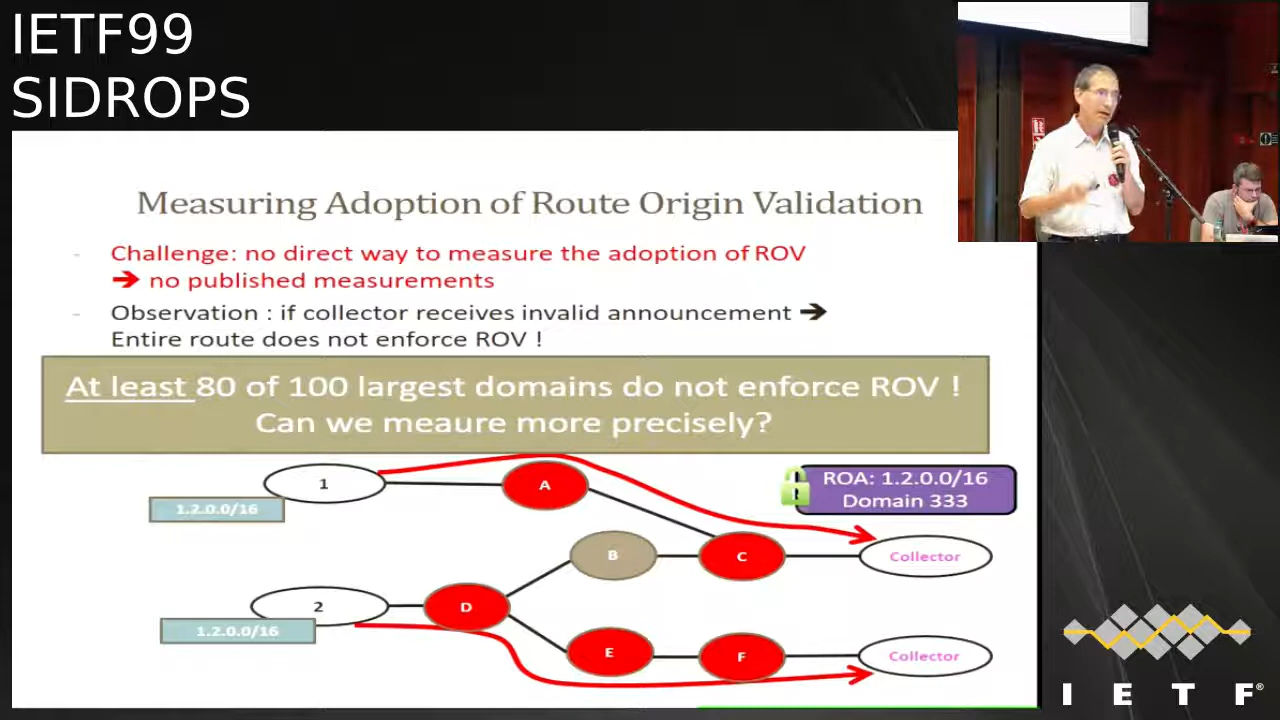 IETF99
SIDROPS
Measuring Adoption of Route Origin Validation
- Challenge: no direct way to measure the adoption of ROV
➔ no published measurements
- Observation : if collector receives invalid announcement ➔
Entire route does not enforce ROV !
At least 80 of 100 largest domains do not enforce ROV !
Can we meaure more precisely?
1
A
ROA: 1.2.0.0/16
Domain 333
1.2.0.0/16
B
C
Collector
2
D
1.2.0.0/16
E
F
Collector
I E T F®